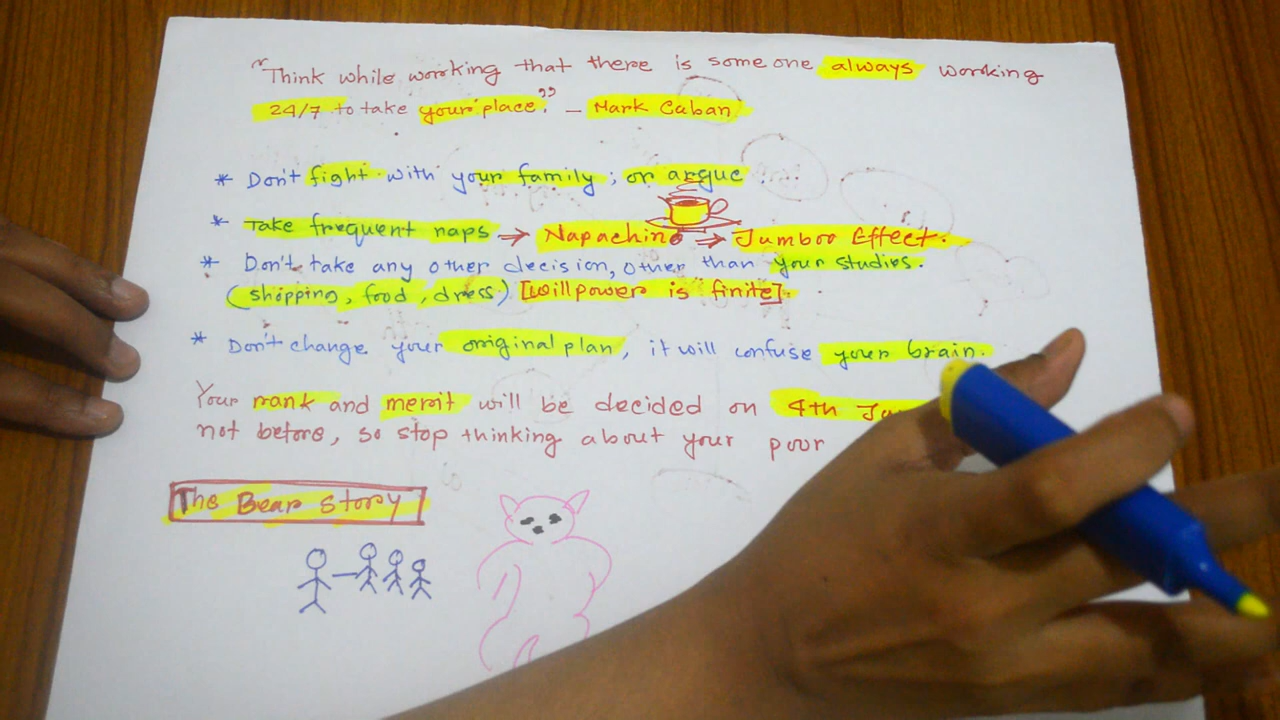 "Think while working that there is someone always working
24/7 to take your place." - Mark Cuban
* Don't fight with your family ; or argue
* Take frequent naps → Napachino → Jumboo Effect.
* Don't take any other decision, other than your studies.
(shopping, food, dress) [willpower is finite].
* Don't change your original plan, it will confuse your brain.
Your rank and merit will be decided on 4th
not before, so stop thinking about your poor
The Bear Story